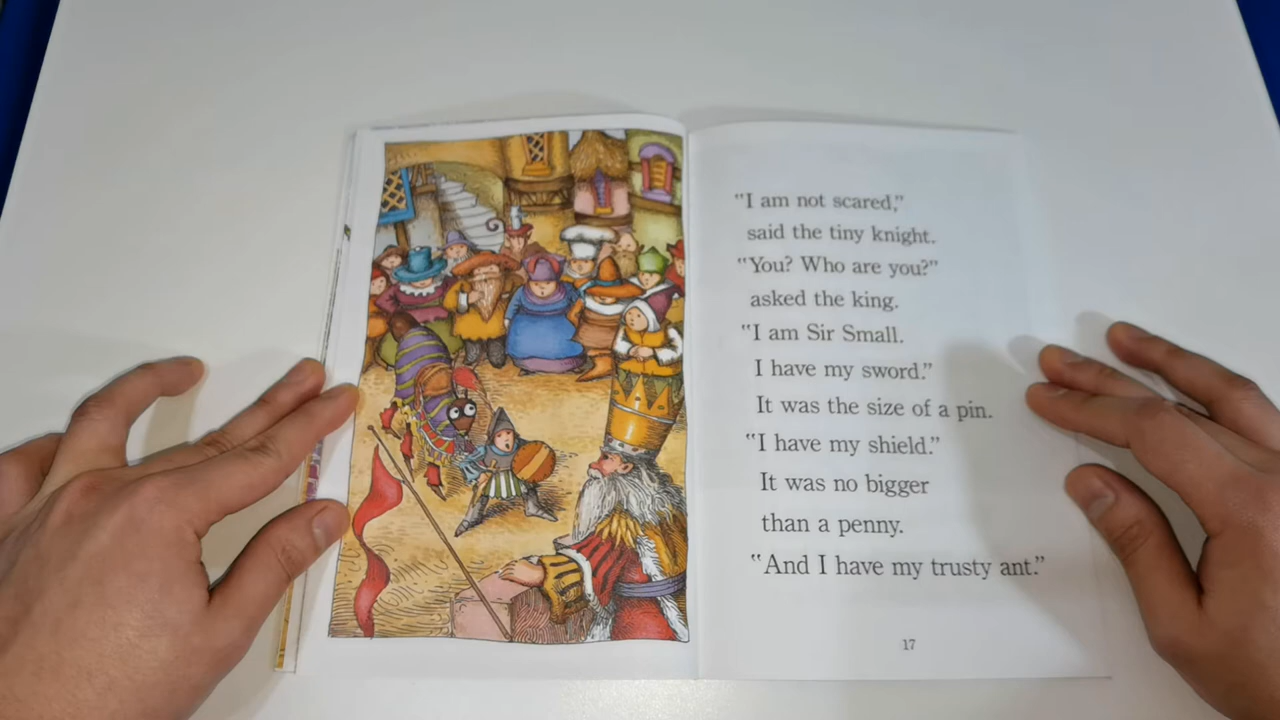 “I am not scared,”
said the tiny knight.
“You? Who are you?”
asked the king.
“I am Sir Small.
I have my sword.”
It was the size of a pin.
“I have my shield.”
It was no bigger
than a penny.
“And I have my trusty ant.”
17